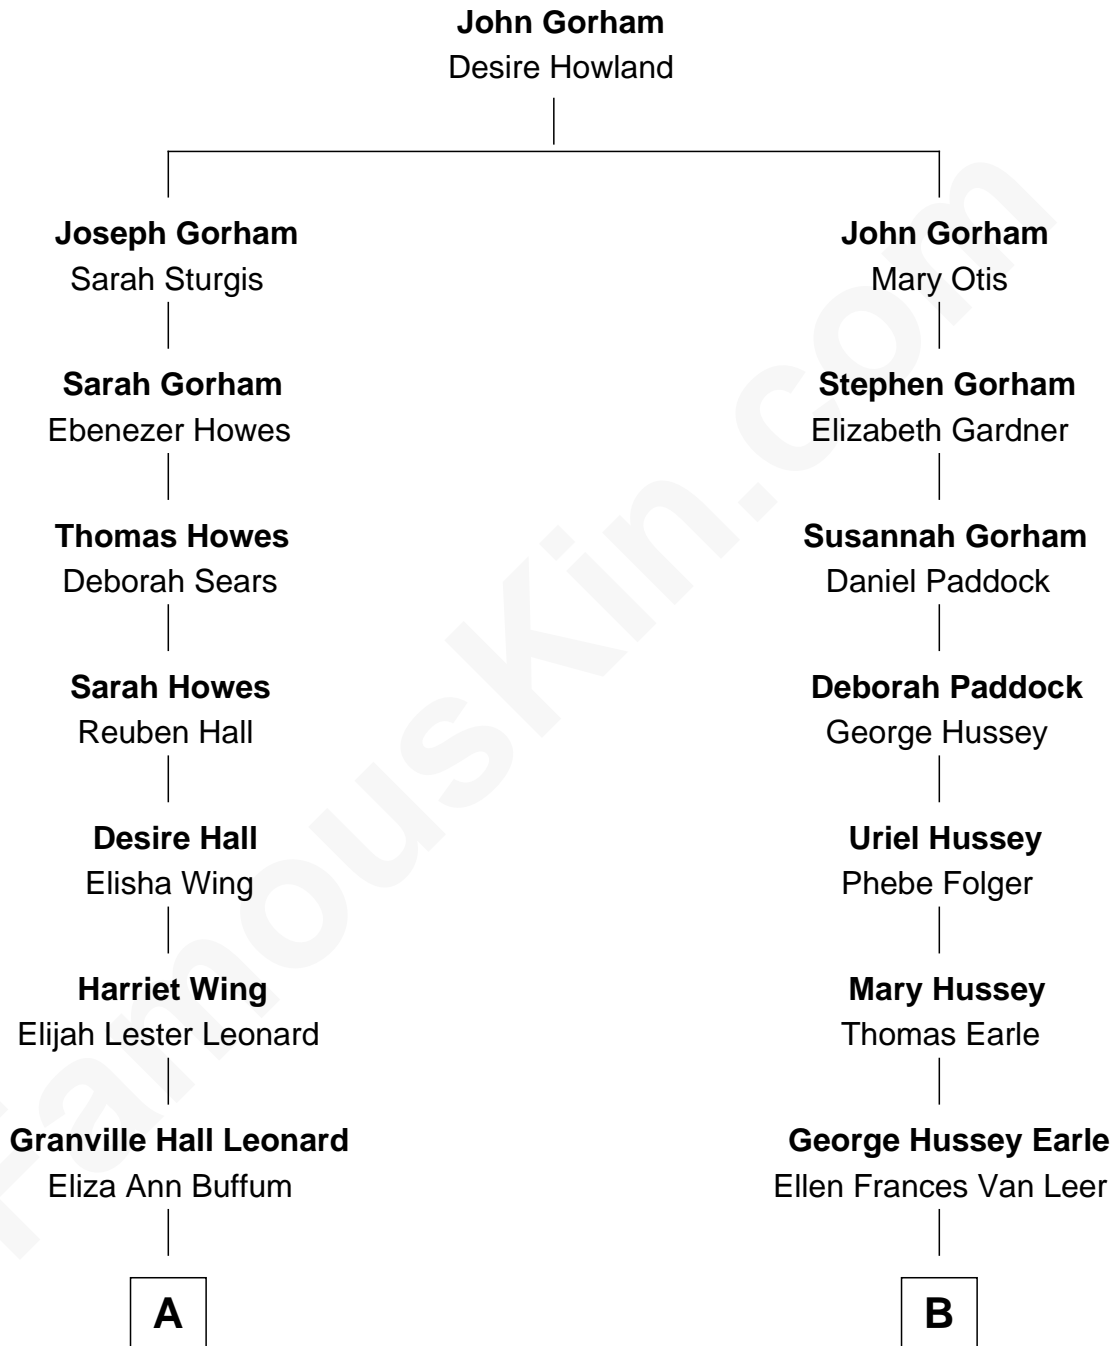 John Gorham
Desire Howland
Joseph Gorham
Sarah Sturgis
John Gorham
Mary Otis
Sarah Gorham
Ebenezer Howes
Stephen Gorham
Elizabeth Gardner
Thomas Howes
Deborah Sears
Susannah Gorham
Daniel Paddock
Sarah Howes
Reuben Hall
Deborah Paddock
George Hussey
Desire Hall
Elisha Wing
Uriel Hussey
Phebe Folger
Harriet Wing
Elijah Lester Leonard
Mary Hussey
Thomas Earle
Granville Hall Leonard
Eliza Ann Buffum
George Hussey Earle
Ellen Frances Van Leer
A
B
FamousKin.com